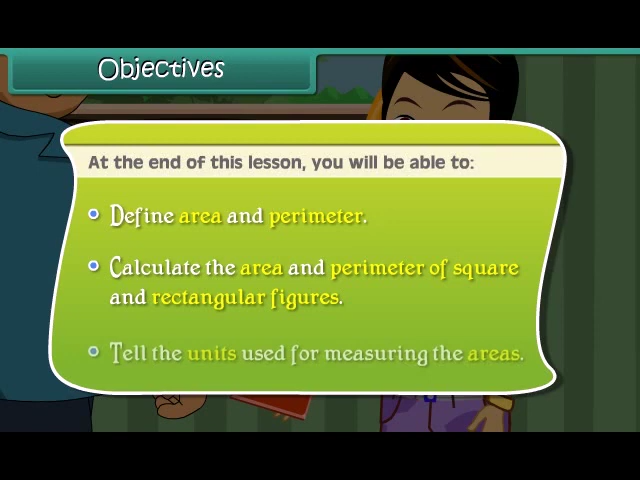 Objectives
At the end of this lesson, you will be able to:
Define area and perimeter.
Calculate the area and perimeter of square
and rectangular figures.
Tell the units used for measuring the areas.